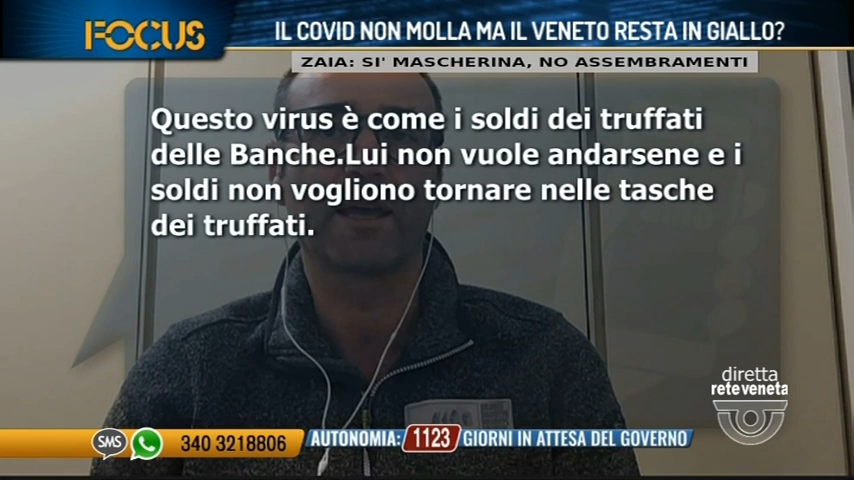 FOCUS
IL COVID NON MOLLA MA IL VENETO RESTA IN GIALLO?
ZAIA: SI' MASCHERINA, NO ASSEMBRAMENTI
Questo virus è come i soldi dei truffati
delle Banche.Lui non vuole andarsene e i
soldi non vogliono tornare nelle tasche
dei truffati.
diretta
reteveneta
SMS 340 3218806 AUTONOMIA: 1123 GIORNI IN ATTESA DEL GOVERNO